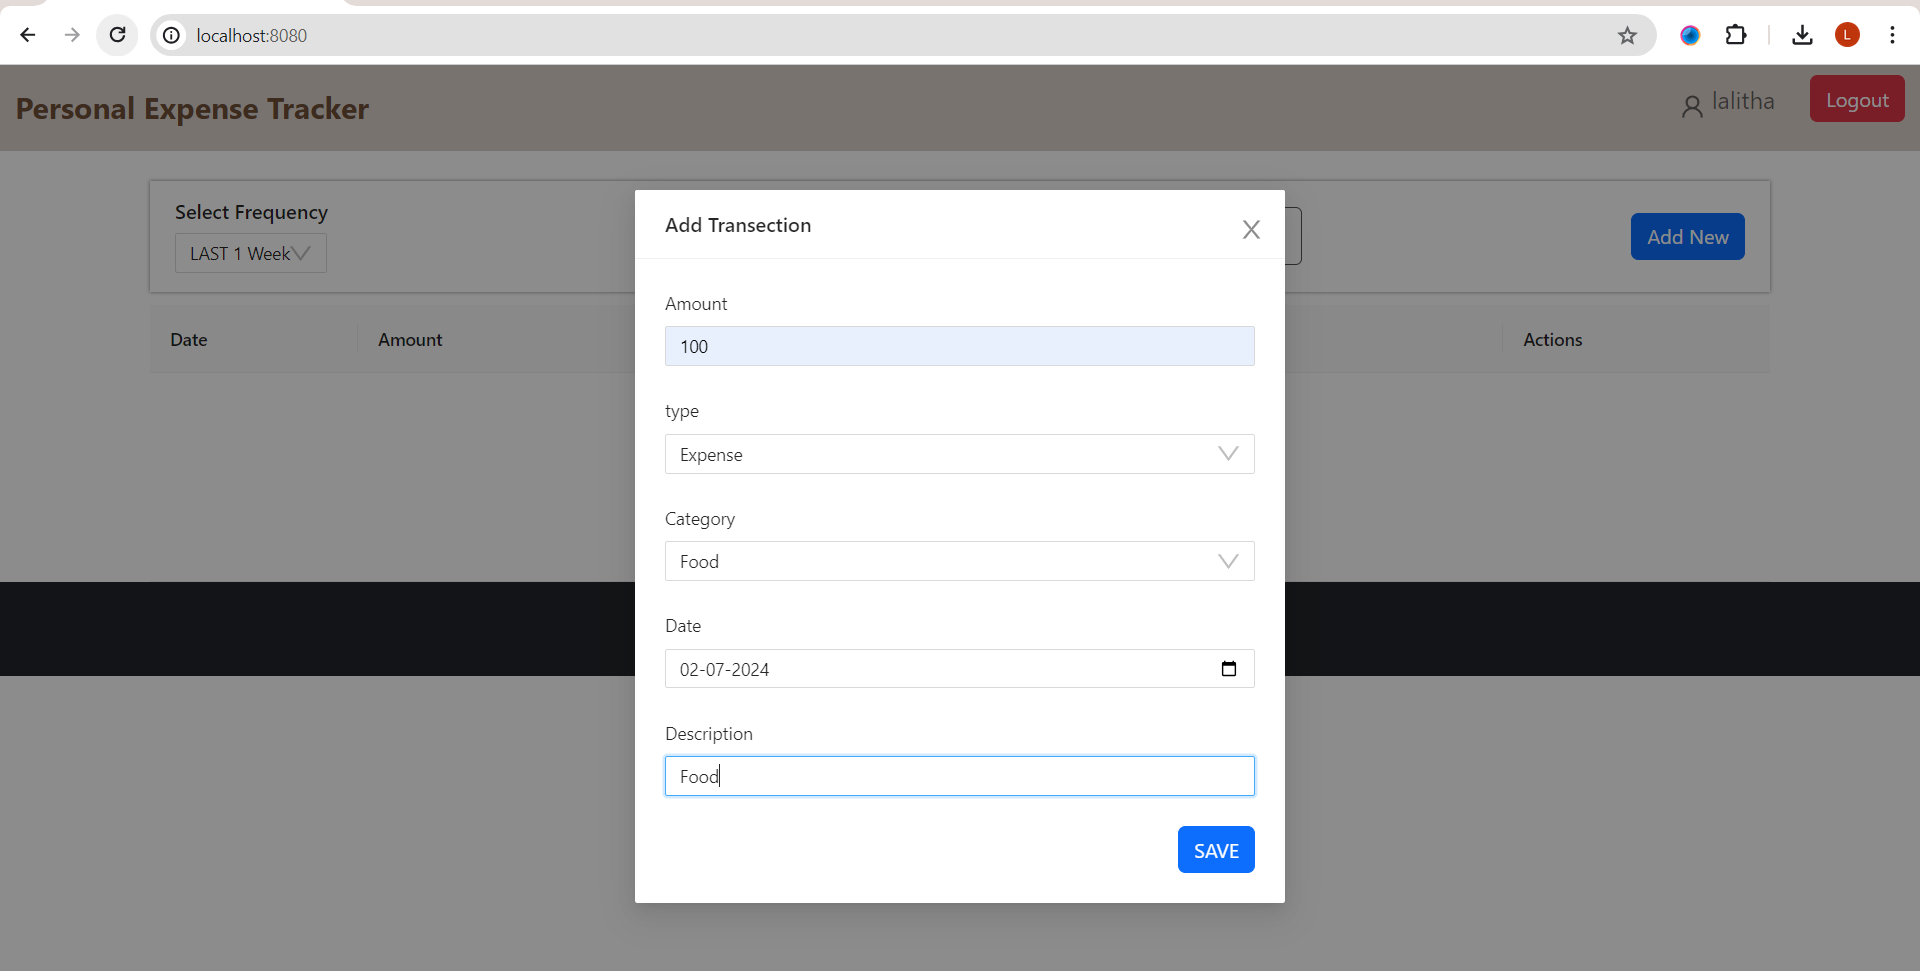 localhost:8080
L
Personal Expense Tracker
lalitha
Logout
Select Frequency
LAST 1 Week
Add New
Date
Amount
Actions
Add Transection
Amount
100
type
Expense
Category
Food
Date
02-07-2024
Description
Food
SAVE